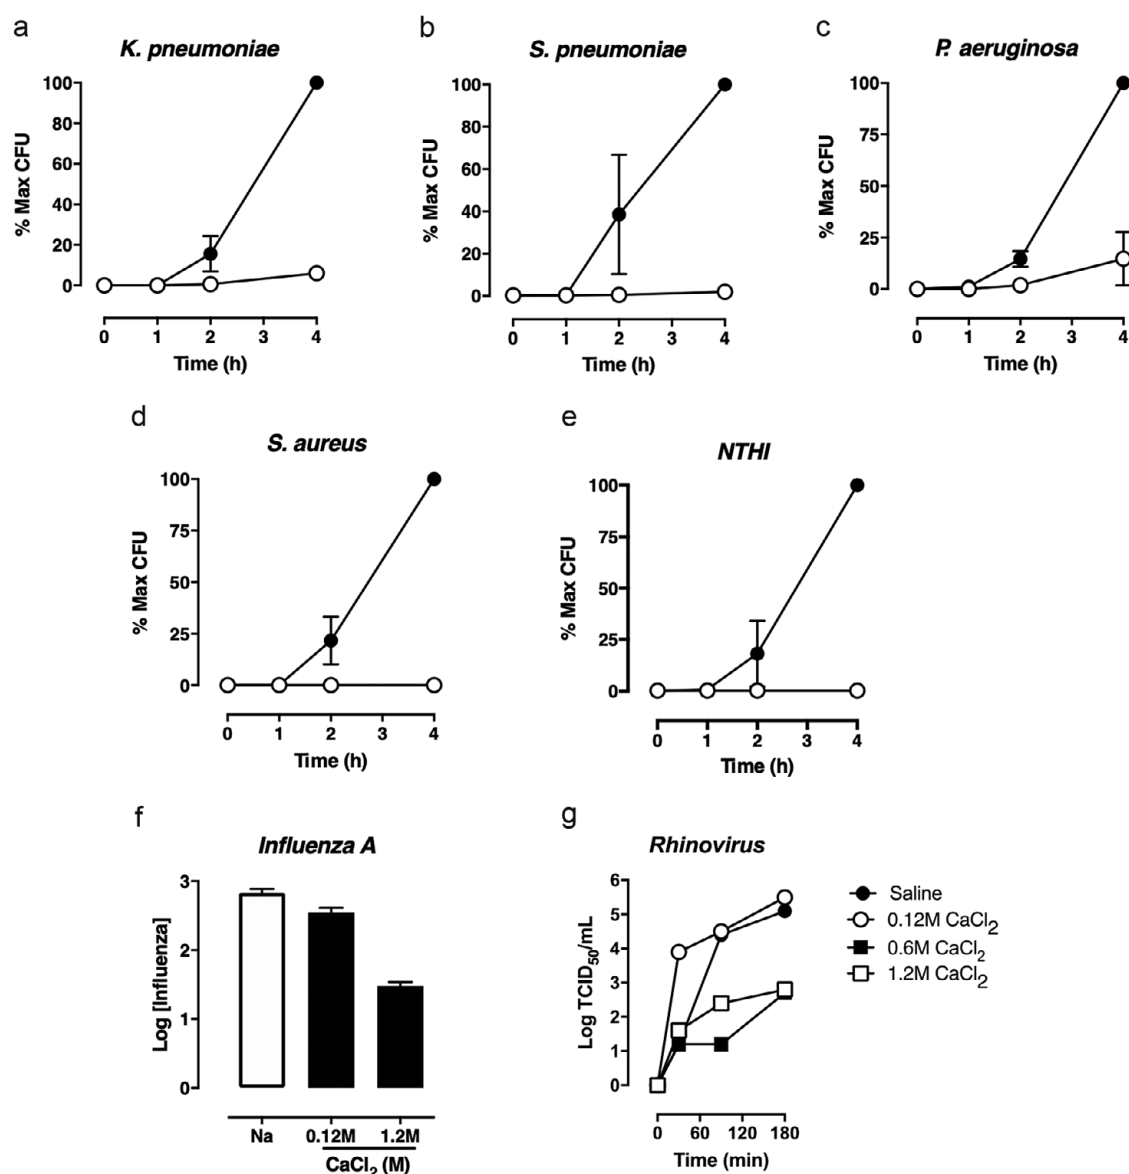 a
K. pneumoniae
% Max CFU
100
80
60
40
20
0
0 1 2 3 4
Time (h)
b
S. pneumoniae
% Max CFU
100
80
60
40
20
0
0 1 2 3 4
Time (h)
c
P. aeruginosa
% Max CFU
100
75
50
25
0
0 1 2 3 4
Time (h)
d
S. aureus
% Max CFU
100
75
50
25
0
0 1 2 3 4
Time (h)
e
NTHI
% Max CFU
100
75
50
25
0
0 1 2 3 4
Time (h)
f
Influenza A
Log [Influenza]
3
2
1
0
Na 0.12M 1.2M
CaCl2 (M)
g
Rhinovirus
Log TCID50/mL
6
5
4
3
2
1
0
0 60 120 180
Time (min)
Saline
0.12M CaCl2
0.6M CaCl2
1.2M CaCl2